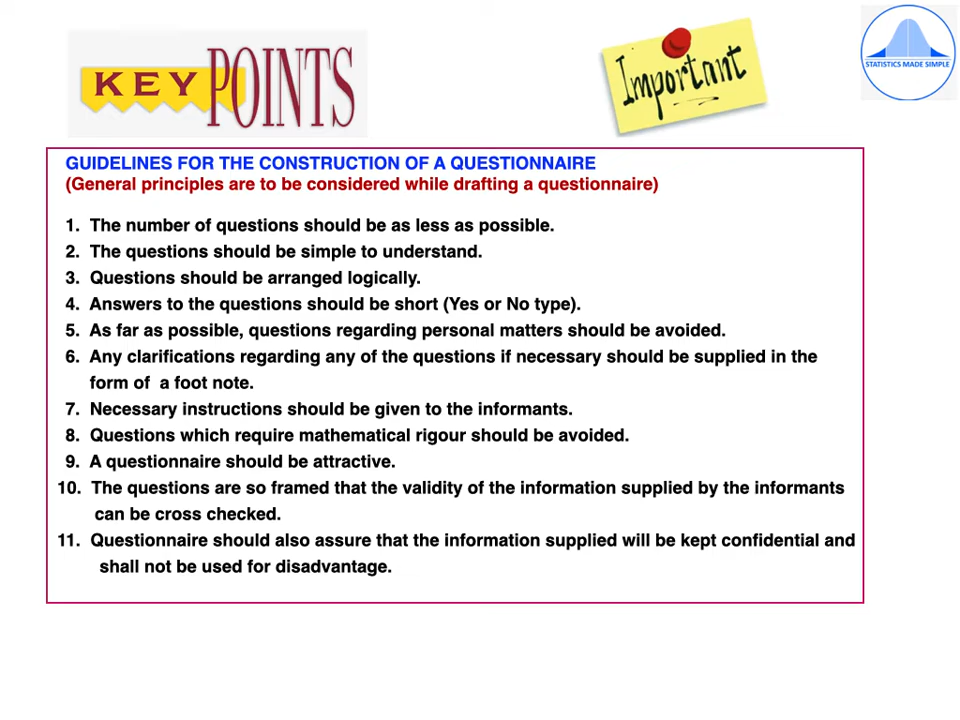 KEY POINTS
Important
STATISTICS MADE SIMPLE
GUIDELINES FOR THE CONSTRUCTION OF A QUESTIONNAIRE
(General principles are to be considered while drafting a questionnaire)
1. The number of questions should be as less as possible.
2. The questions should be simple to understand.
3. Questions should be arranged logically.
4. Answers to the questions should be short (Yes or No type).
5. As far as possible, questions regarding personal matters should be avoided.
6. Any clarifications regarding any of the questions if necessary should be supplied in the
form of a foot note.
7. Necessary instructions should be given to the informants.
8. Questions which require mathematical rigour should be avoided.
9. A questionnaire should be attractive.
10. The questions are so framed that the validity of the information supplied by the informants
can be cross checked.
11. Questionnaire should also assure that the information supplied will be kept confidential and
shall not be used for disadvantage.